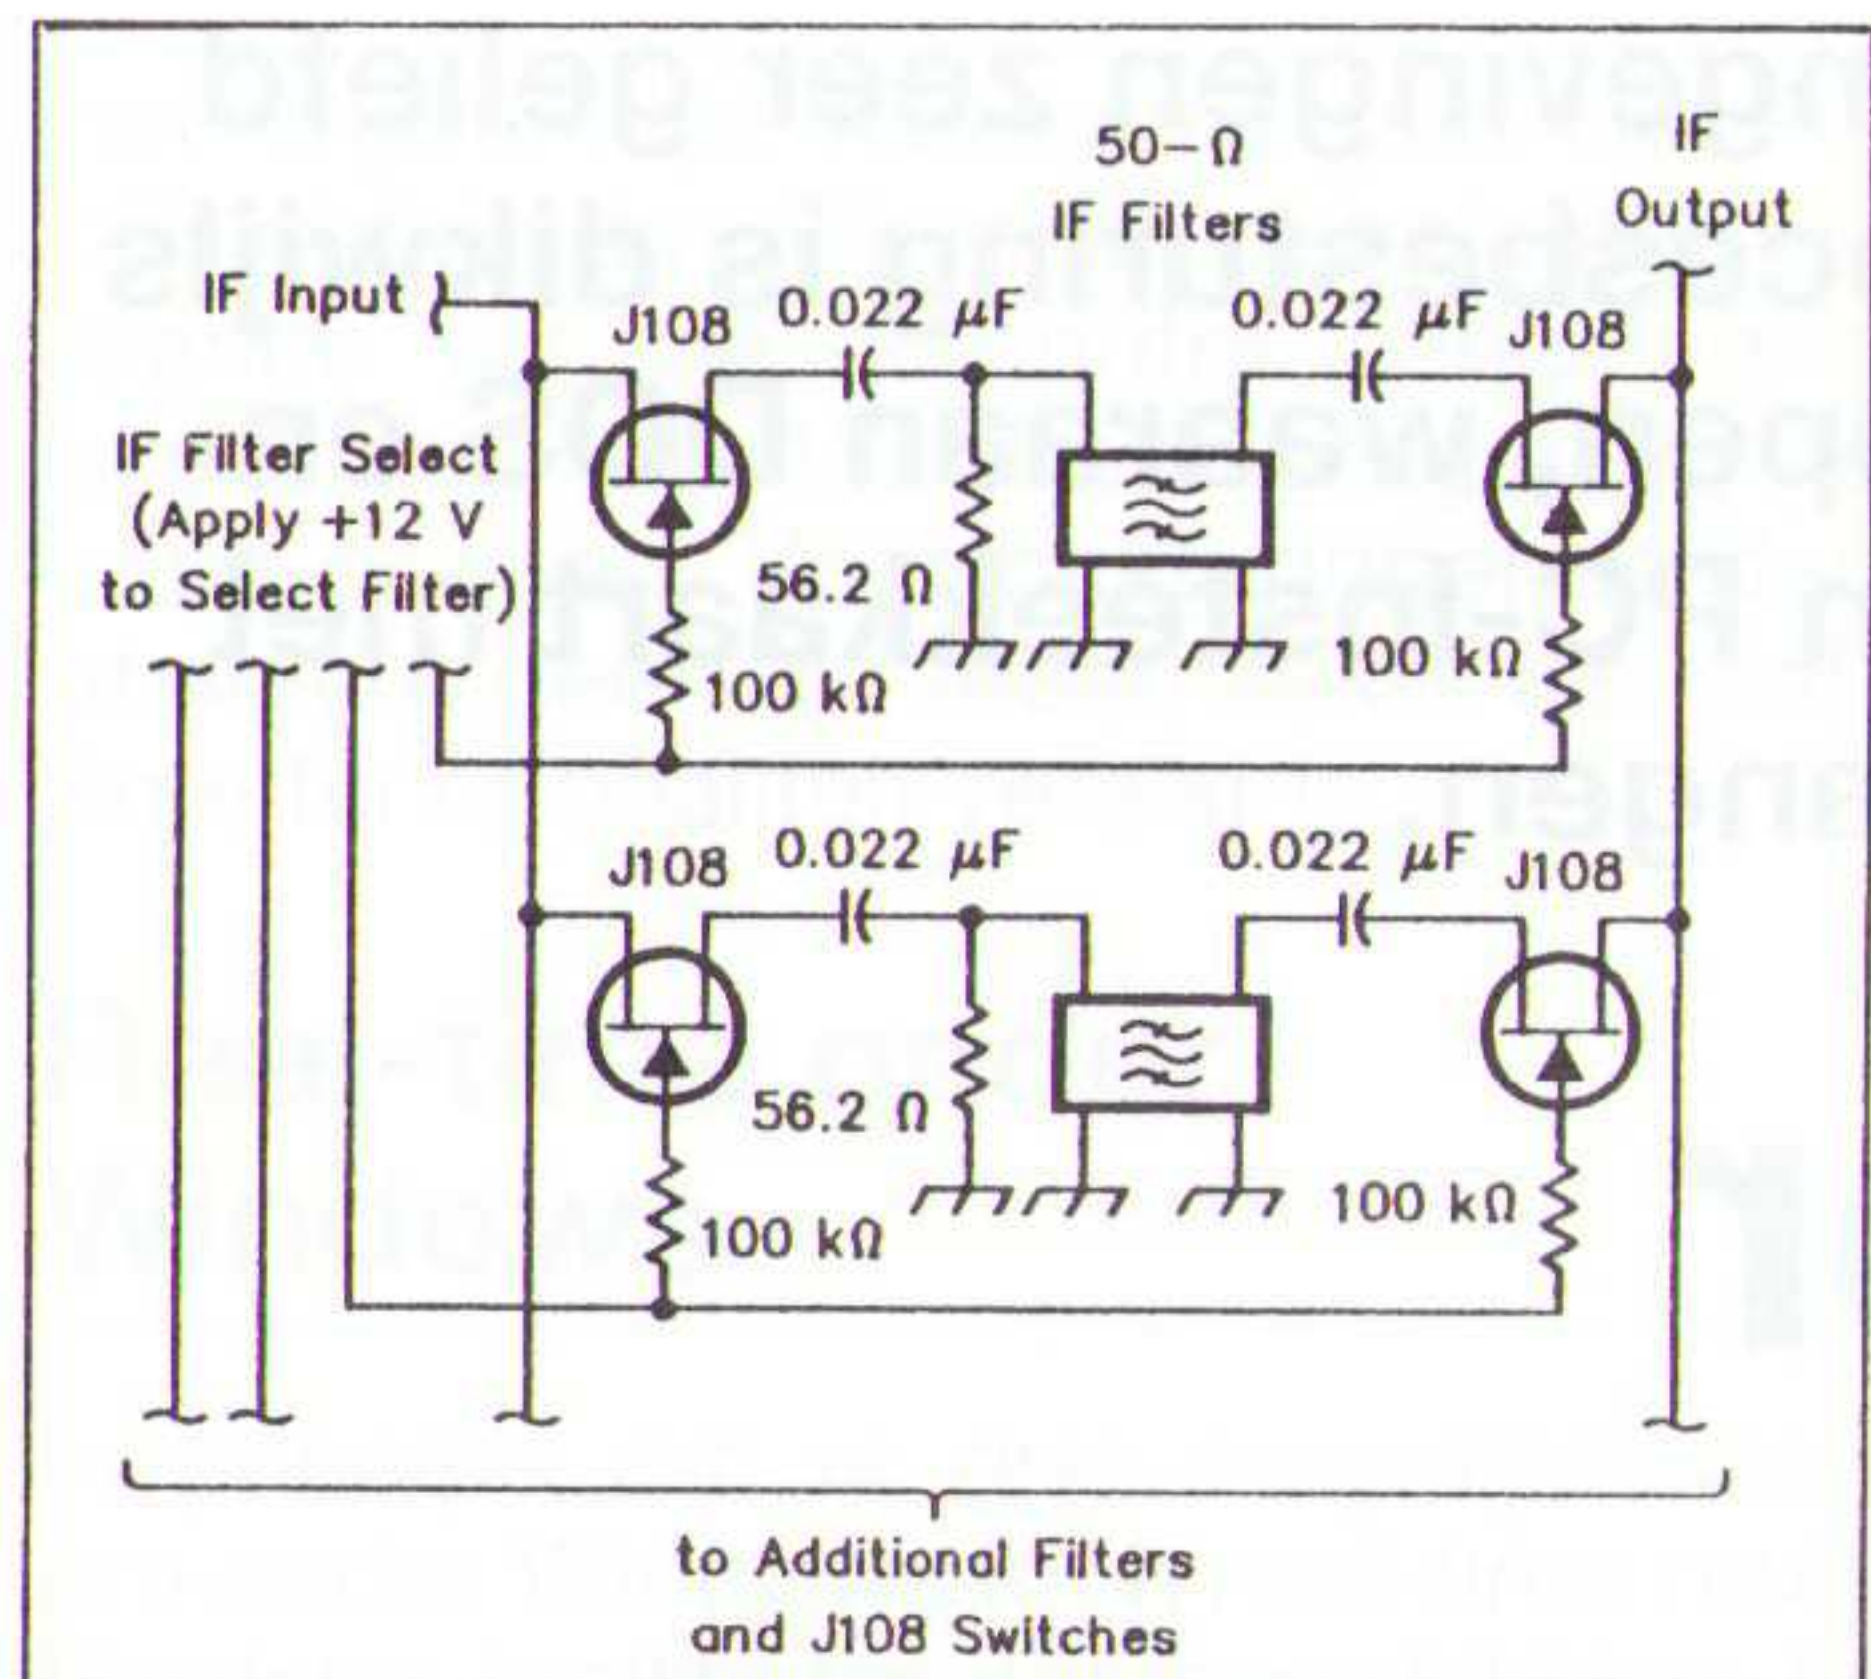 50-Ω
IF Filters
IF
Output
IF Input
J108
0.022 µF
0.022 µF
J108
IF Filter Select
(Apply +12 V
to Select Filter)
56.2 Ω
100 kΩ
100 kΩ
J108
0.022 µF
0.022 µF
J108
56.2 Ω
100 kΩ
100 kΩ
to Additional Filters
and J108 Switches